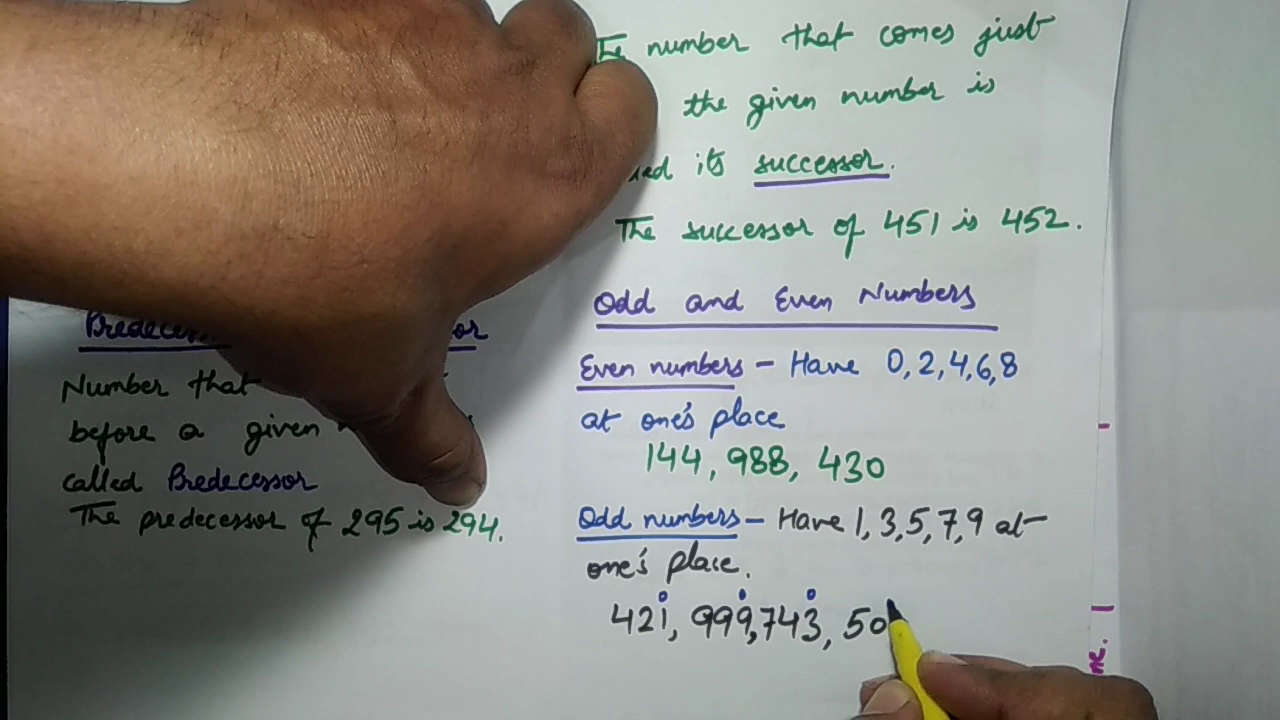 Number that
before a given
called Predecessor
The predecessor of 295 is 294.
The number that comes just
the given number is
its successor.
The successor of 451 is 452.
Odd and Even Numbers
Even numbers – Have 0, 2, 4, 6, 8
at one's place
144, 988, 430
Odd numbers – Have 1, 3, 5, 7, 9 at
one's place.
421, 999, 743, 50